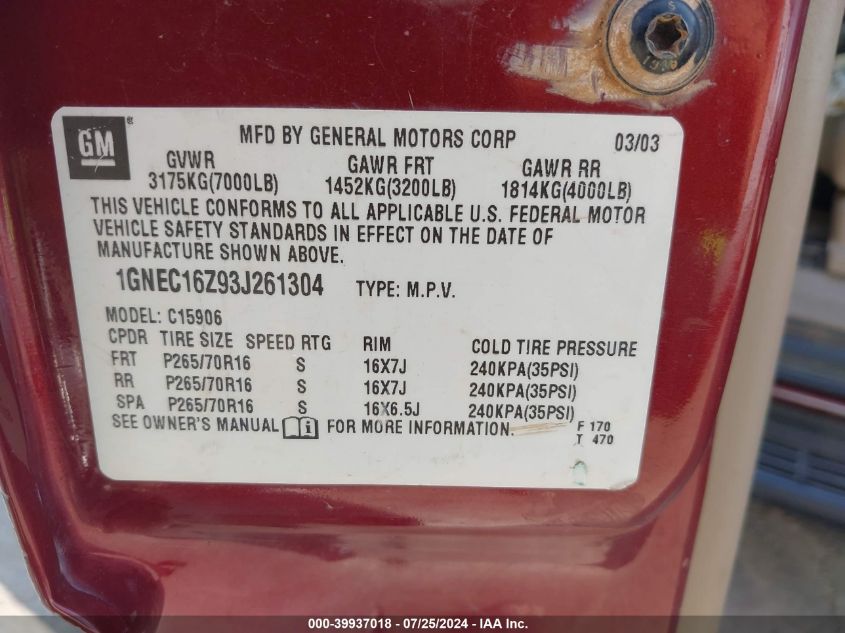 GM®
MFD BY GENERAL MOTORS CORP 03/03
GVWR GAWR FRT GAWR RR
3175KG(7000LB) 1452KG(3200LB) 1814KG(4000LB)
THIS VEHICLE CONFORMS TO ALL APPLICABLE U.S. FEDERAL MOTOR
VEHICLE SAFETY STANDARDS IN EFFECT ON THE DATE OF
MANUFACTURE SHOWN ABOVE.
1GNEC16Z93J261304 TYPE: M.P.V.
MODEL: C15906
CPDR TIRE SIZE SPEED RTG RIM COLD TIRE PRESSURE
FRT P265/70R16 S 16X7J 240KPA(35PSI)
RR P265/70R16 S 16X7J 240KPA(35PSI)
SPA P265/70R16 S 16X6.5J 240KPA(35PSI)
SEE OWNER'S MANUAL i FOR MORE INFORMATION. F 170
T 470
000-39937018 - 07/25/2024 - IAA Inc.